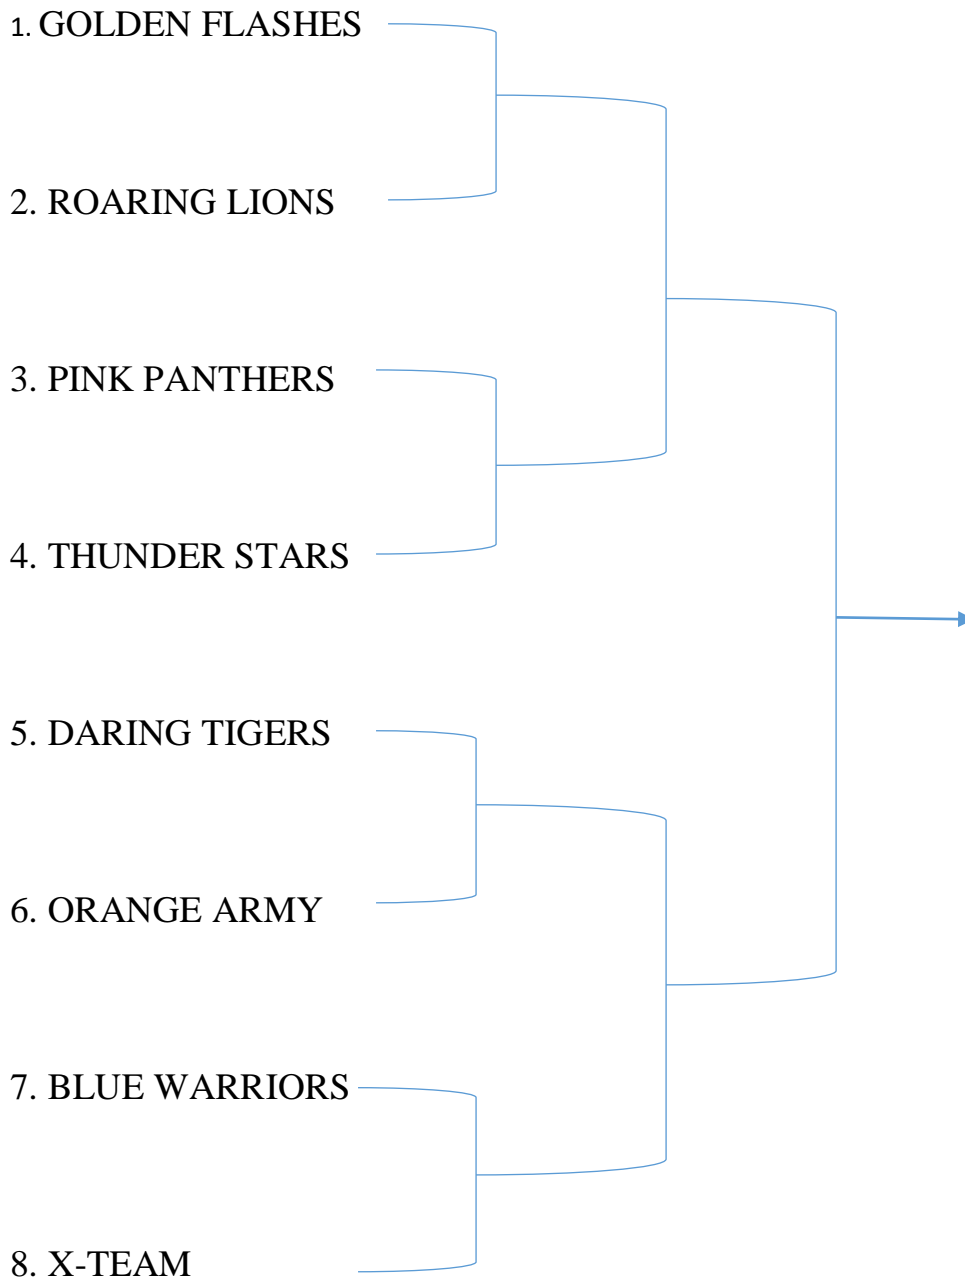 1. GOLDEN FLASHES
2. ROARING LIONS
3. PINK PANTHERS
4. THUNDER STARS
5. DARING TIGERS
6. ORANGE ARMY
7. BLUE WARRIORS
8. X-TEAM